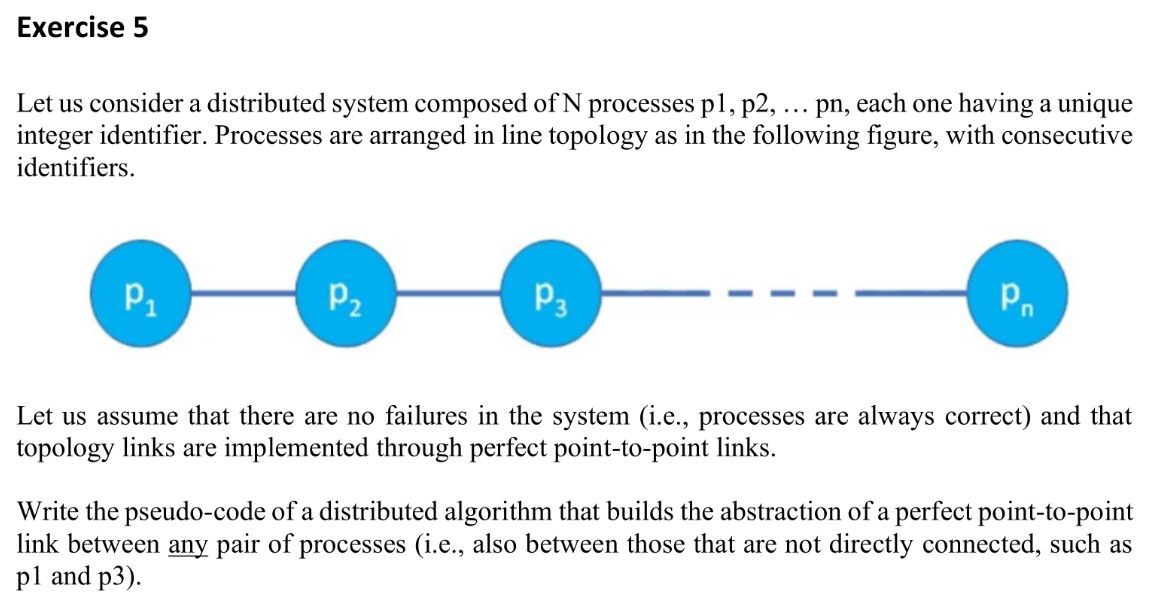 Exercise 5
Let us consider a distributed system composed of N processes p1, p2, … pn, each one having a unique
integer identifier. Processes are arranged in line topology as in the following figure, with consecutive
identifiers.
p1 p2 p3 pn
Let us assume that there are no failures in the system (i.e., processes are always correct) and that
topology links are implemented through perfect point-to-point links.
Write the pseudo-code of a distributed algorithm that builds the abstraction of a perfect point-to-point
link between any pair of processes (i.e., also between those that are not directly connected, such as
p1 and p3).